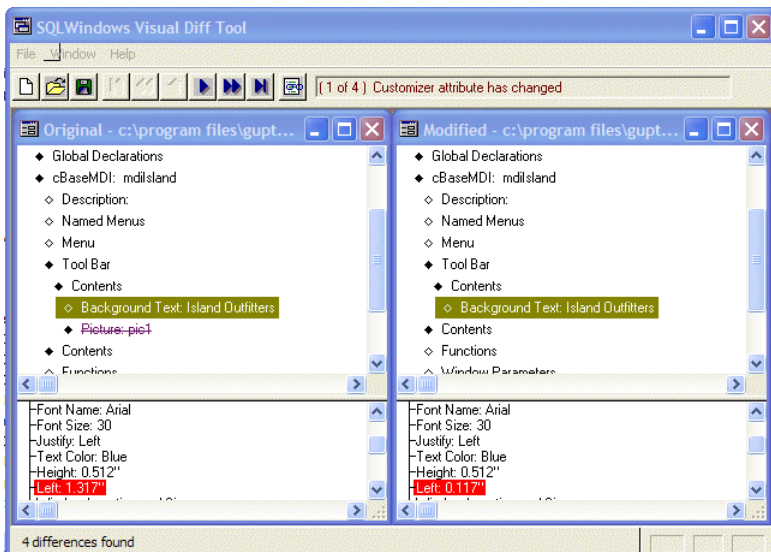 SQLWindows Visual Diff Tool
File Window Help
( 1 of 4 ) Customizer attribute has changed
Original - c:\program files\gupt...
Global Declarations
cBaseMDI: mdiIsland
Description:
Named Menus
Menu
Tool Bar
Contents
Background Text: Island Outfitters
Picture: pic1
Contents
Functions
Font Name: Arial
Font Size: 30
Justify: Left
Text Color: Blue
Height: 0.512"
Left: 1.317"
Modified - c:\program files\gupt...
Global Declarations
cBaseMDI: mdiIsland
Description:
Named Menus
Menu
Tool Bar
Contents
Background Text: Island Outfitters
Contents
Functions
Window Parameters
Font Name: Arial
Font Size: 30
Justify: Left
Text Color: Blue
Height: 0.512"
Left: 0.117"
4 differences found